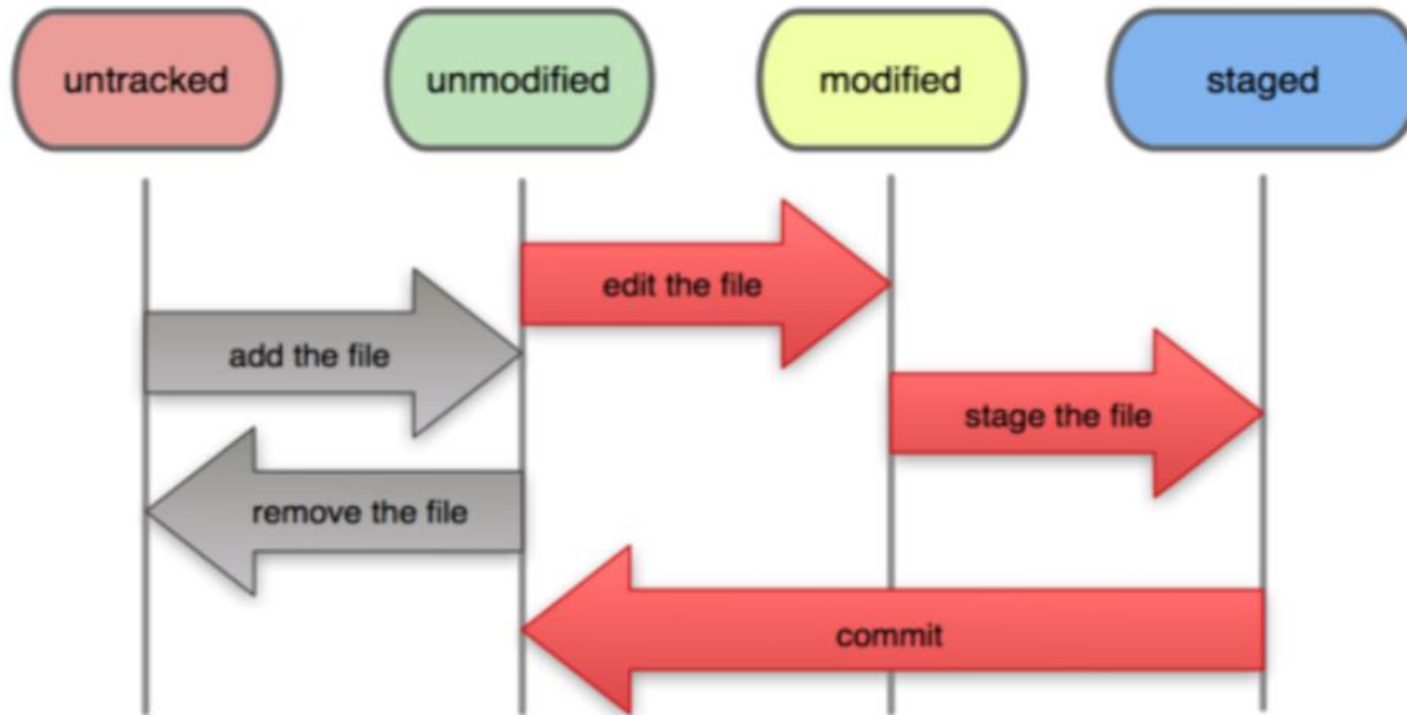 untracked
unmodified
modified
staged
edit the file
add the file
stage the file
remove the file
commit